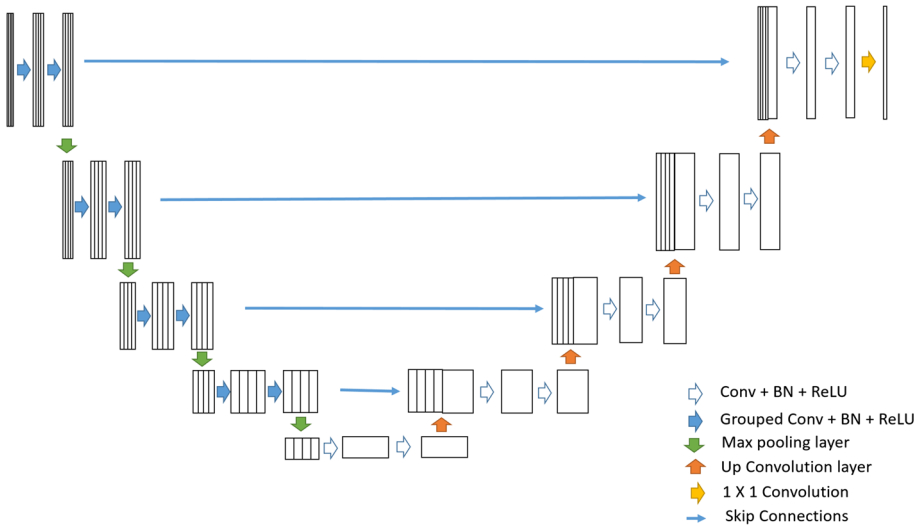 Conv + BN + ReLU
Grouped Conv + BN + ReLU
Max pooling layer
Up Convolution layer
1 X 1 Convolution
Skip Connections